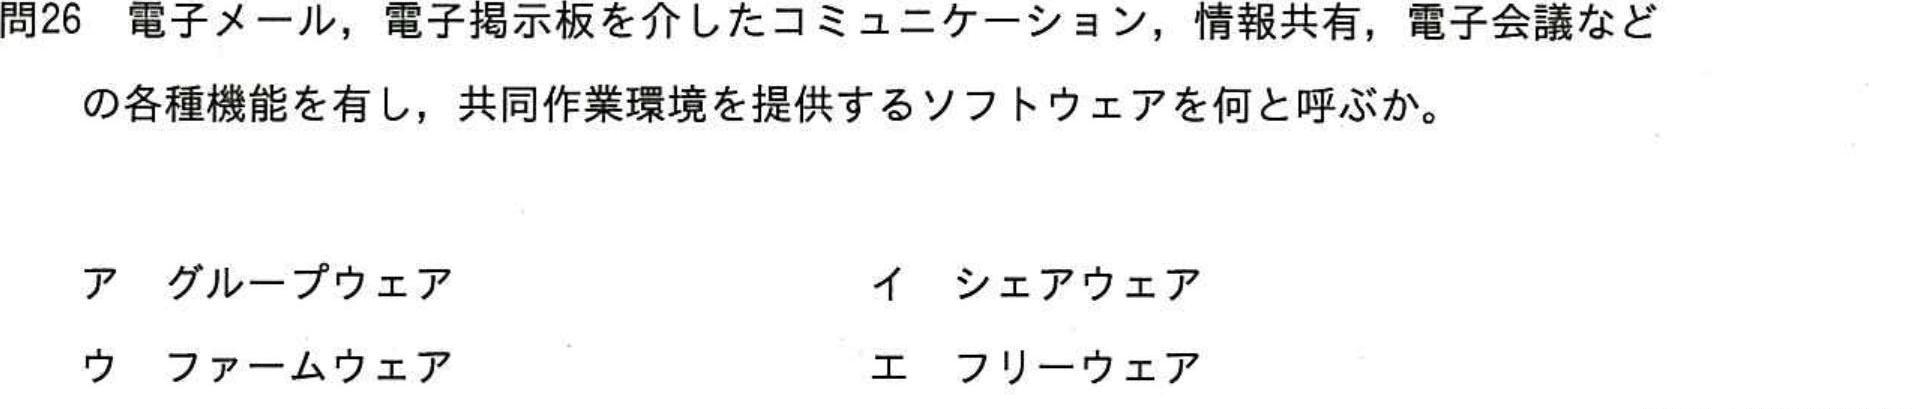 問26　電子メール，電子掲示板を介したコミュニケーション，情報共有，電子会議など
の各種機能を有し，共同作業環境を提供するソフトウェアを何と呼ぶか。
ア　グループウェア　イ　シェアウェア
ウ　ファームウェア　エ　フリーウェア